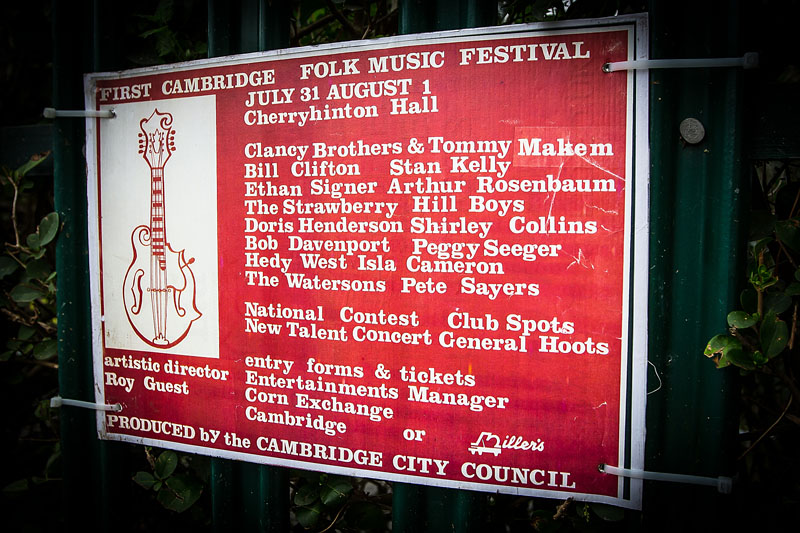 FIRST CAMBRIDGE FOLK MUSIC FESTIVAL
JULY 31 AUGUST 1
Cherryhinton Hall
Clancy Brothers & Tommy Makem
Bill Clifton Stan Kelly
Ethan Signer Arthur Rosenbaum
The Strawberry Hill Boys
Doris Henderson Shirley Collins
Bob Davenport Peggy Seeger
Hedy West Isla Cameron
The Watersons Pete Sayers
National Contest Club Spots
New Talent Concert General Hoots
artistic director
Roy Guest
entry forms & tickets
Entertainments Manager
Corn Exchange
Cambridge or Miller's
PRODUCED by the CAMBRIDGE CITY COUNCIL